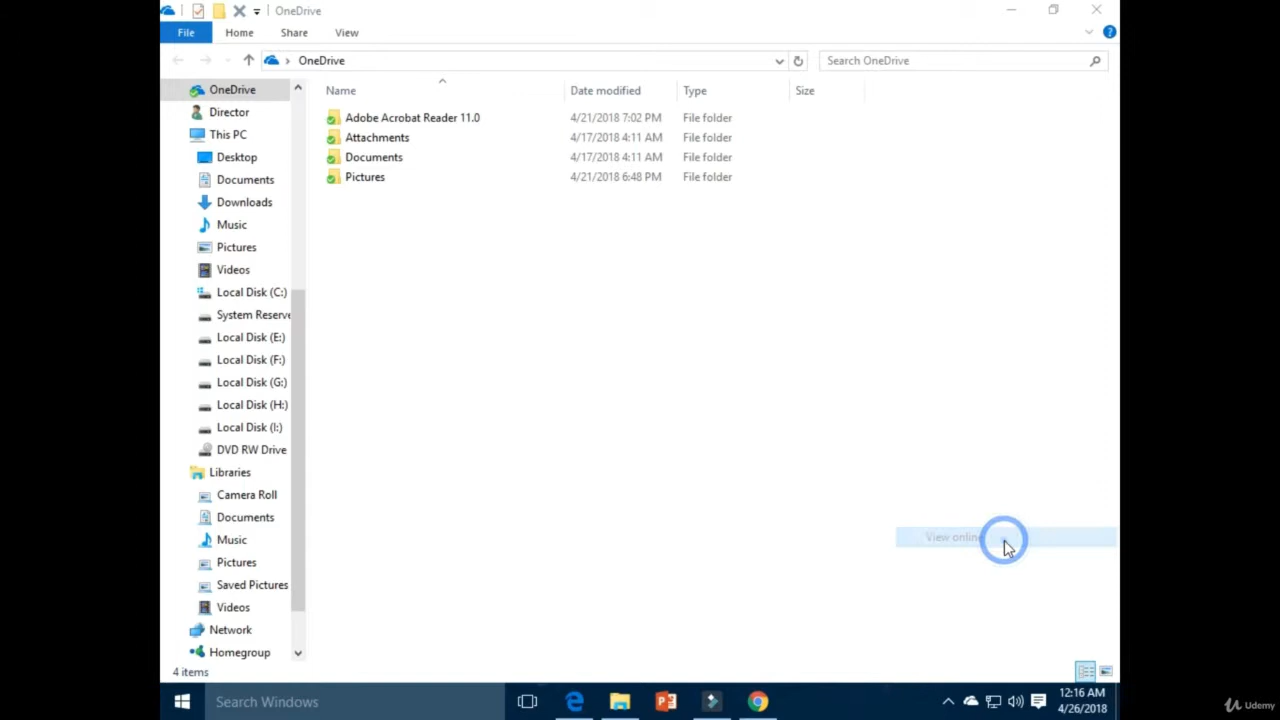 OneDrive
File Home Share View
OneDrive
Search OneDrive
Name Date modified Type Size
Adobe Acrobat Reader 11.0 4/21/2018 7:02 PM File folder
Attachments 4/17/2018 4:11 AM File folder
Documents 4/17/2018 4:11 AM File folder
Pictures 4/21/2018 6:48 PM File folder
OneDrive
Director
This PC
Desktop
Documents
Downloads
Music
Pictures
Videos
Local Disk (C:)
System Reserve
Local Disk (E:)
Local Disk (F:)
Local Disk (G:)
Local Disk (H:)
Local Disk (I:)
DVD RW Drive
Libraries
Camera Roll
Documents
Music
Pictures
Saved Pictures
Videos
Network
Homegroup
View online
4 items
Search Windows
12:16 AM
4/26/2018
Udemy